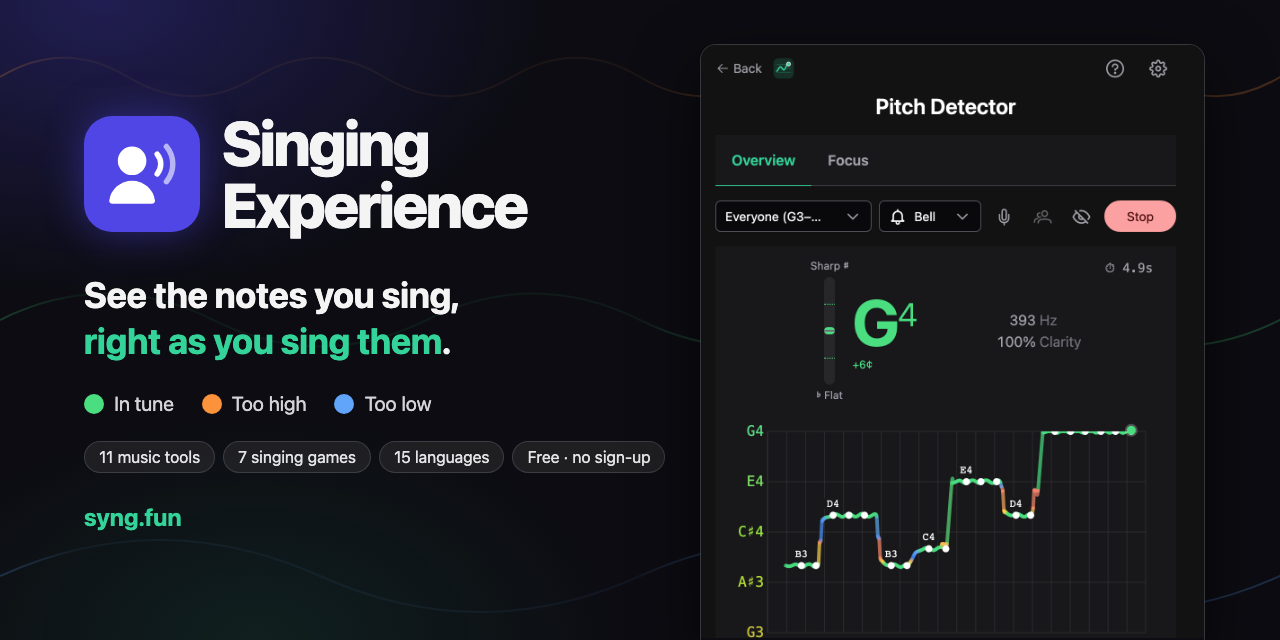 Singing
Experience
See the notes you sing,
right as you sing them.
In tune Too high Too low
11 music tools 7 singing games 15 languages Free · no sign-up
syng.fun
← Back
Pitch Detector
Overview Focus
Everyone (G3–... Bell Stop
Sharp #
4.9s
G4
393 Hz
100% Clarity
+6¢
♭ Flat
G4
E4
E4
D4
D4
C♯4
C4
B3
B3
A♯3
G3